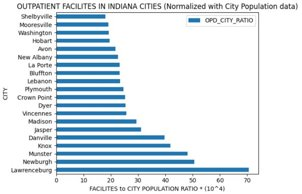 OUTPATIENT FACILITES IN INDIANA CITIES (Normalized with City Population data)
OPD_CITY_RATIO
CITY
Shelbyville
Mooresville
Washington
Hobart
Avon
New Albany
La Porte
Bluffton
Lebanon
Plymouth
Crown Point
Dyer
Vincennes
Madison
Jasper
Danville
Knox
Munster
Newburgh
Lawrenceburg
0 10 20 30 40 50 60 70
FACILITES to CITY POPULATION RATIO * (10^4)